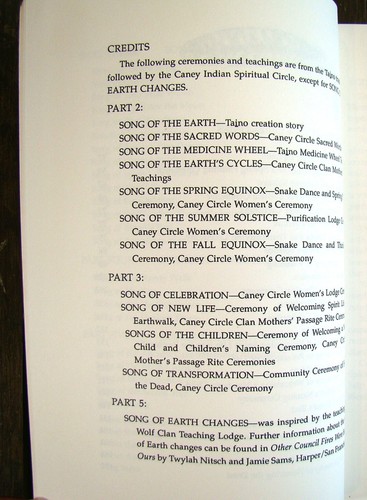 CREDITS
The following ceremonies and teachings are from the Taino
followed by the Caney Indian Spiritual Circle, except for SONG
EARTH CHANGES.
PART 2:
SONG OF THE EARTH—Taino creation story
SONG OF THE SACRED WORDS—Caney Circle Sacred
SONG OF THE MEDICINE WHEEL—Taino Medicine Wheel
SONG OF THE EARTH'S CYCLES—Caney Circle Clan
Teachings
SONG OF THE SPRING EQUINOX—Snake Dance and Spring
Ceremony, Caney Circle Women's Ceremony
SONG OF THE SUMMER SOLSTICE—Purification Lodge
Caney Circle Women's Ceremony
SONG OF THE FALL EQUINOX—Snake Dance and
Ceremony, Caney Circle Women's Ceremony
PART 3:
SONG OF CELEBRATION—Caney Circle Women's Lodge
SONG OF NEW LIFE—Ceremony of Welcoming Spirit
Earthwalk, Caney Circle Clan Mothers' Passage Rite
SONGS OF THE CHILDREN—Ceremony of Welcoming
Child and Children's Naming Ceremony, Caney
Mother's Passage Rite Ceremonies
SONG OF TRANSFORMATION—Community Ceremony
the Dead, Caney Circle Ceremony
PART 5:
SONG OF EARTH CHANGES—was inspired by the
Wolf Clan Teaching Lodge. Further information about
of Earth changes can be found in Other Council Fires
Ours by Twylah Nitsch and Jamie Sams, Harper/San